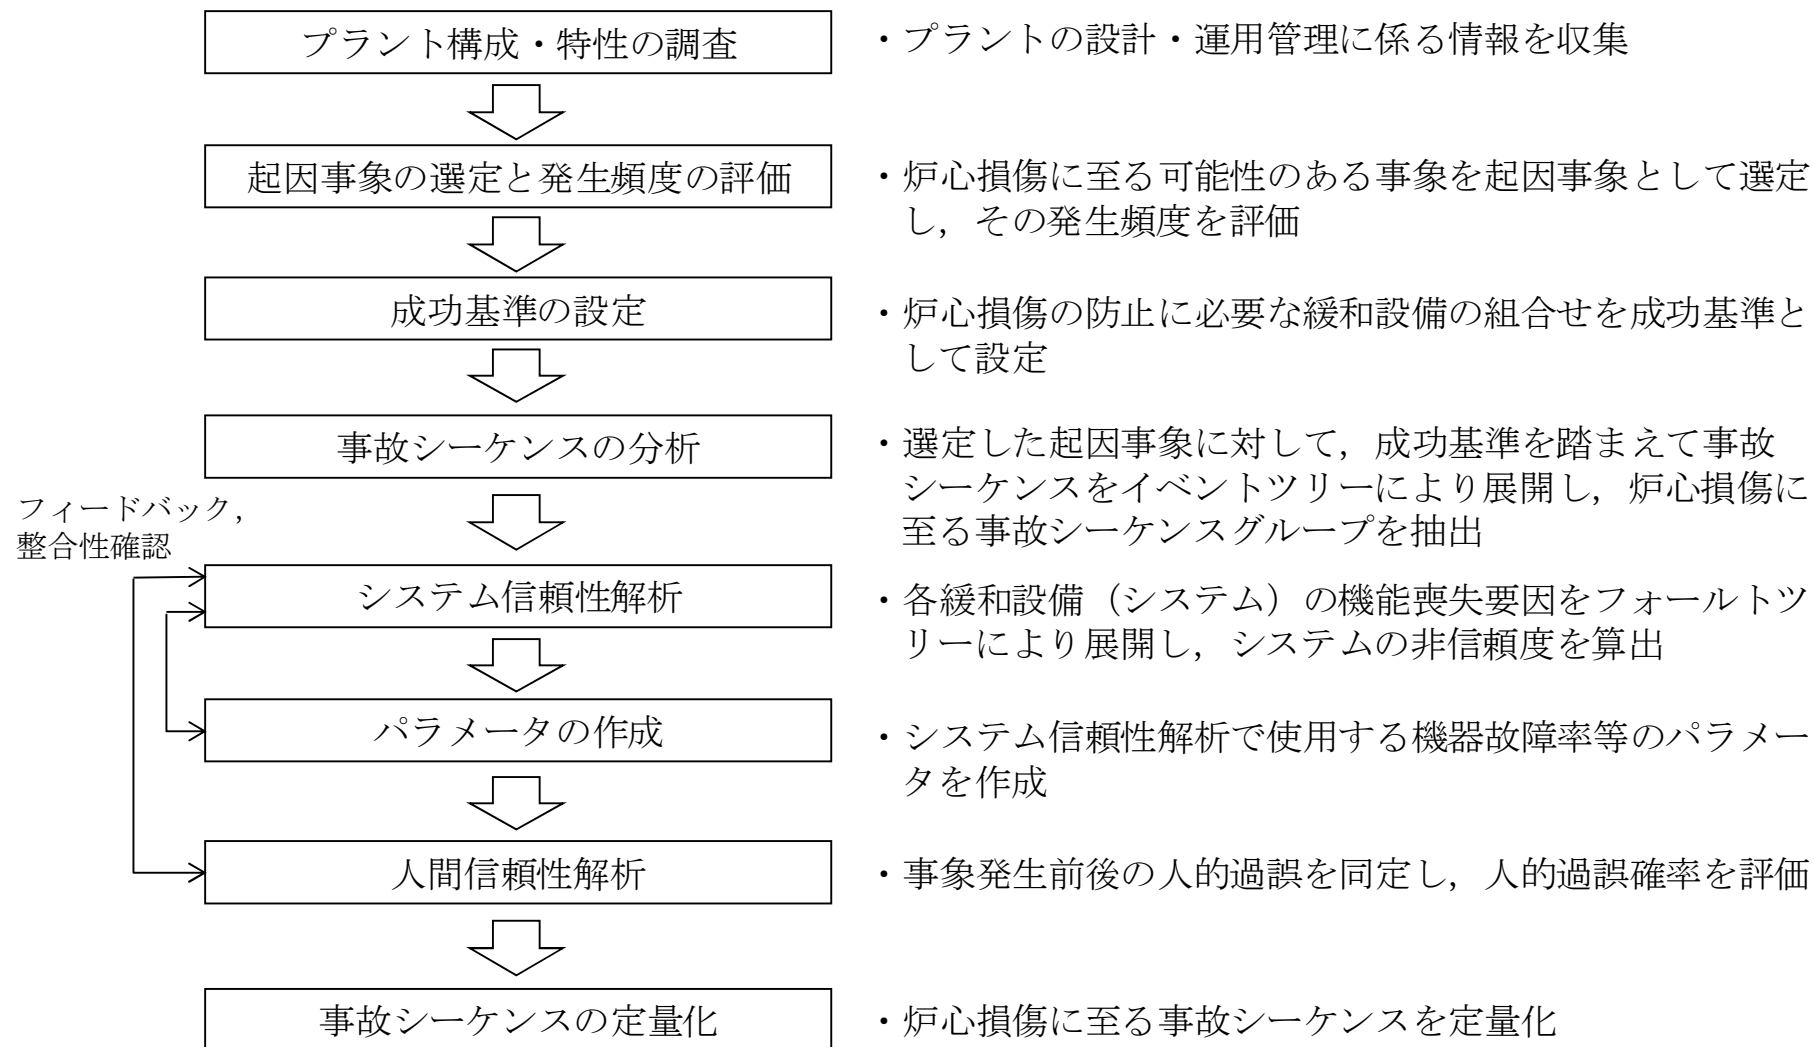 プラント構成・特性の調査
・プラントの設計・運用管理に係る情報を収集
起因事象の選定と発生頻度の評価
・炉心損傷に至る可能性のある事象を起因事象として選定
し，その発生頻度を評価
成功基準の設定
・炉心損傷の防止に必要な緩和設備の組合せを成功基準と
して設定
事故シーケンスの分析
・選定した起因事象に対して，成功基準を踏まえて事故
シーケンスをイベントツリーにより展開し，炉心損傷に
至る事故シーケンスグループを抽出
フィードバック，
整合性確認
システム信頼性解析
・各緩和設備（システム）の機能喪失要因をフォールトツ
リーにより展開し，システムの非信頼度を算出
パラメータの作成
・システム信頼性解析で使用する機器故障率等のパラメー
タを作成
人間信頼性解析
・事象発生前後の人的過誤を同定し，人的過誤確率を評価
事故シーケンスの定量化
・炉心損傷に至る事故シーケンスを定量化